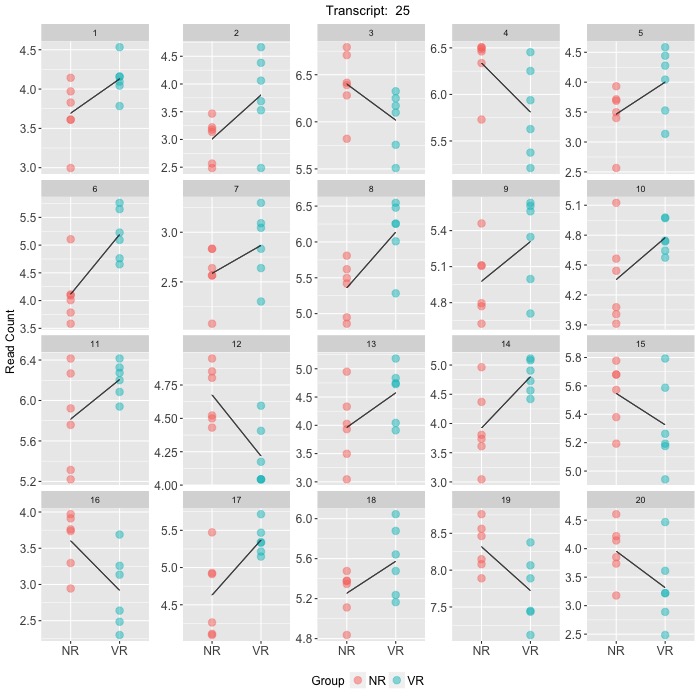 Transcript: 25
1 2 3 4 5
4.5 4.0 3.5 3.0
4.5 4.0 3.5 3.0 2.5
6.5 6.0 5.5
6.5 6.0 5.5
4.5 4.0 3.5 3.0 2.5
6 7 8 9 10
5.5 5.0 4.5 4.0 3.5
3.0 2.5
6.5 6.0 5.5 5.0
5.4 5.1 4.8
5.1 4.8 4.5 4.2 3.9
Read Count
11 12 13 14 15
6.4 6.0 5.6 5.2
4.75 4.50 4.25 4.00
5.0 4.5 4.0 3.5 3.0
5.0 4.5 4.0 3.5 3.0
5.8 5.6 5.4 5.2 5.0
16 17 18 19 20
4.0 3.5 3.0 2.5
5.5 5.0 4.5
6.0 5.6 5.2 4.8
8.5 8.0 7.5
4.5 4.0 3.5 3.0 2.5
NR VR NR VR NR VR NR VR NR VR
Group NR VR